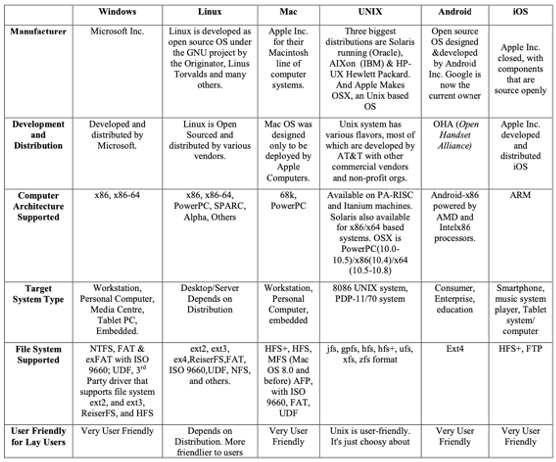 Windows Linux Mac UNIX Android iOS
Manufacturer
Microsoft Inc.
Linux is developed as
open source OS under
the GNU project by
the Originator, Linus
Torvalds and many
others.
Apple Inc.
for their
Macintosh
line of
computer
systems.
Three biggest
distributions are Solaris
running (Oracle),
AIXon (IBM) & HP-
UX Hewlett Packard.
And Apple Makes
OSX, an Unix based
OS
Open source
OS designed
&developed
by Android
Inc. Google is
now the
current owner
Apple Inc.
closed, with
components
that are
source openly
Development
and
Distribution
Developed and
distributed by
Microsoft.
Linux is Open
Sourced and
distributed by various
vendors.
Mac OS was
designed
only to be
deployed by
Apple
Computers.
Unix system has
various flavors, most
of which are developed by
AT&T with other
commercial vendors
and non-profit orgs.
OHA (Open
Handset
Alliance)
Apple Inc.
developed
and
distributed
iOS
Computer
Architecture
Supported
x86, x86-64
x86, x86-64,
PowerPC, SPARC,
Alpha, Others
68k,
PowerPC
Available on PA-RISC
and Itanium machines.
Solaris also available
for x86/x64 based
systems. OSX is
PowerPC(10.0-
10.5)/x86(10.4)/x64
(10.5-10.8)
Android-x86
powered by
AMD and
Intelx86
processors.
ARM
Target
System Type
Workstation,
Personal Computer,
Media Centre,
Tablet PC,
Embedded.
Desktop/Server
Depends on
Distribution
Workstation,
Personal
Computer,
embedded
8086 UNIX system,
PDP-11/70 system
Consumer,
Enterprise,
education
Smartphone,
music system
player, Tablet
system/
computer
File System
Supported
NTFS, FAT &
exFAT with ISO
9660; UDF, 3rd
Party driver that
supports file system
ext2, and ext3,
ReiserFS, and HFS
ext2, ext3,
ex4,ReiserFS,FAT,
ISO 9660,UDF, NFS,
and others.
HFS+, HFS,
MFS (Mac
OS 8.0 and
before) AFP,
with ISO
9660, FAT,
UDF
jfs, gpfs, hfs, hfs+, ufs,
xfs, zfs format
Ext4
HFS+, FTP
User Friendly
for Lay Users
Very User Friendly
Depends on
Distribution. More
friendlier to users
Very User
Friendly
Unix is user-friendly.
It's just choosy about
Very User
Friendly
Very User
Friendly